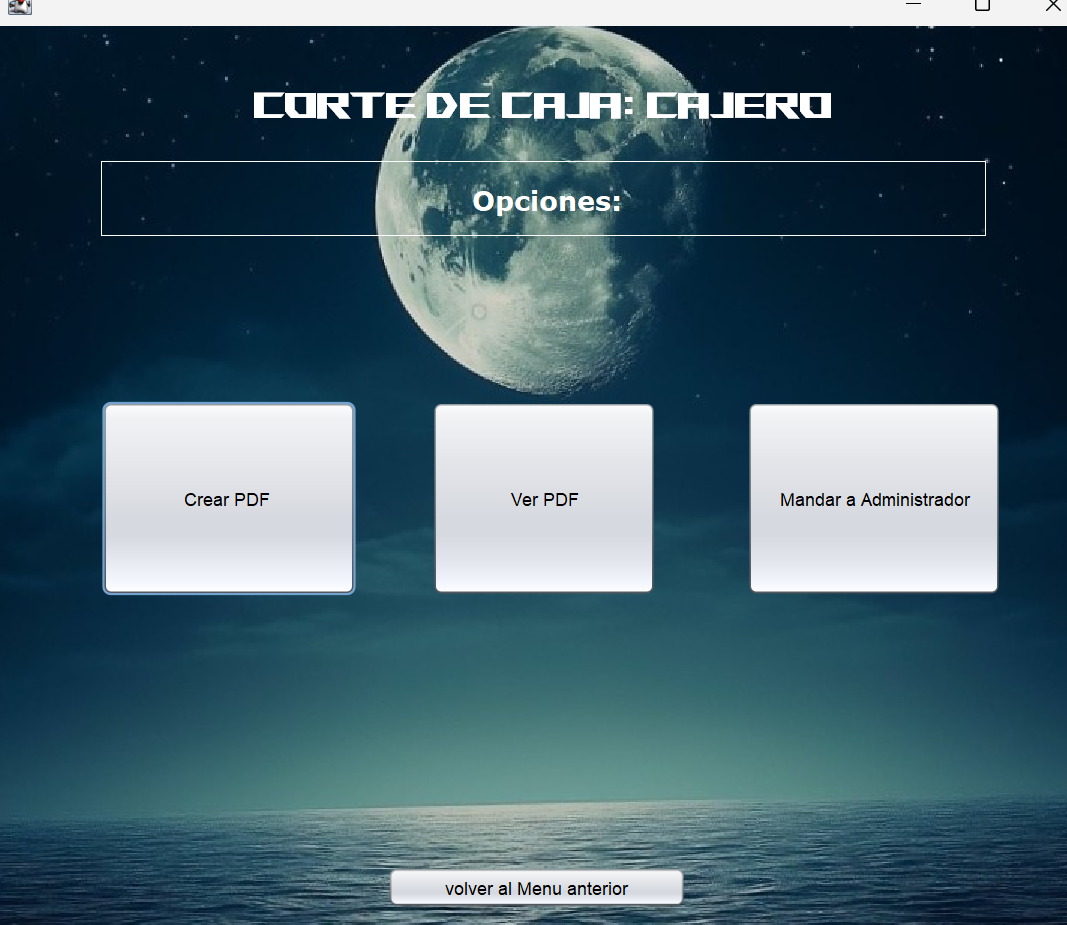 CORTE DE CAJA: CAJERO
Opciones:
Crear PDF
Ver PDF
Mandar a Administrador
volver al Menu anterior